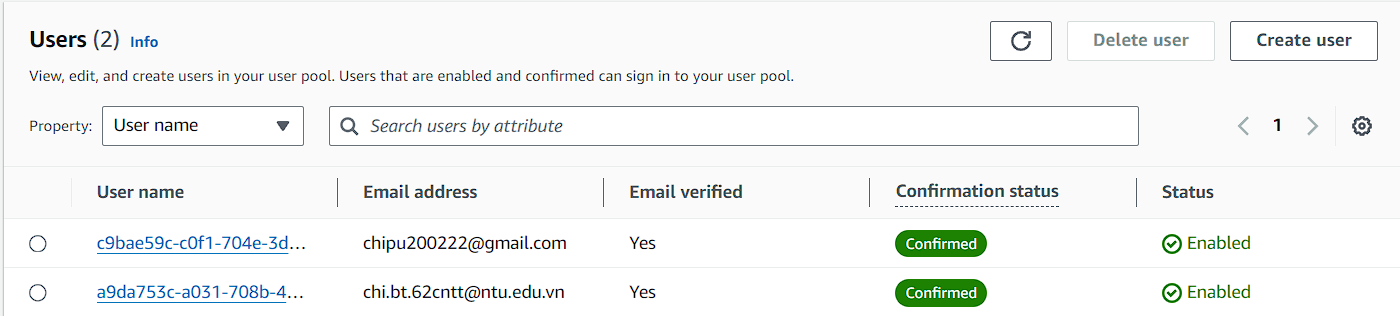 Users (2) Info
Delete user
Create user
View, edit, and create users in your user pool. Users that are enabled and confirmed can sign in to your user pool.
Property: User name
Search users by attribute
1
User name Email address Email verified Confirmation status Status
c9bae59c-c0f1-704e-3d... chipu200222@gmail.com Yes Confirmed Enabled
a9da753c-a031-708b-4... chi.bt.62cntt@ntu.edu.vn Yes Confirmed Enabled